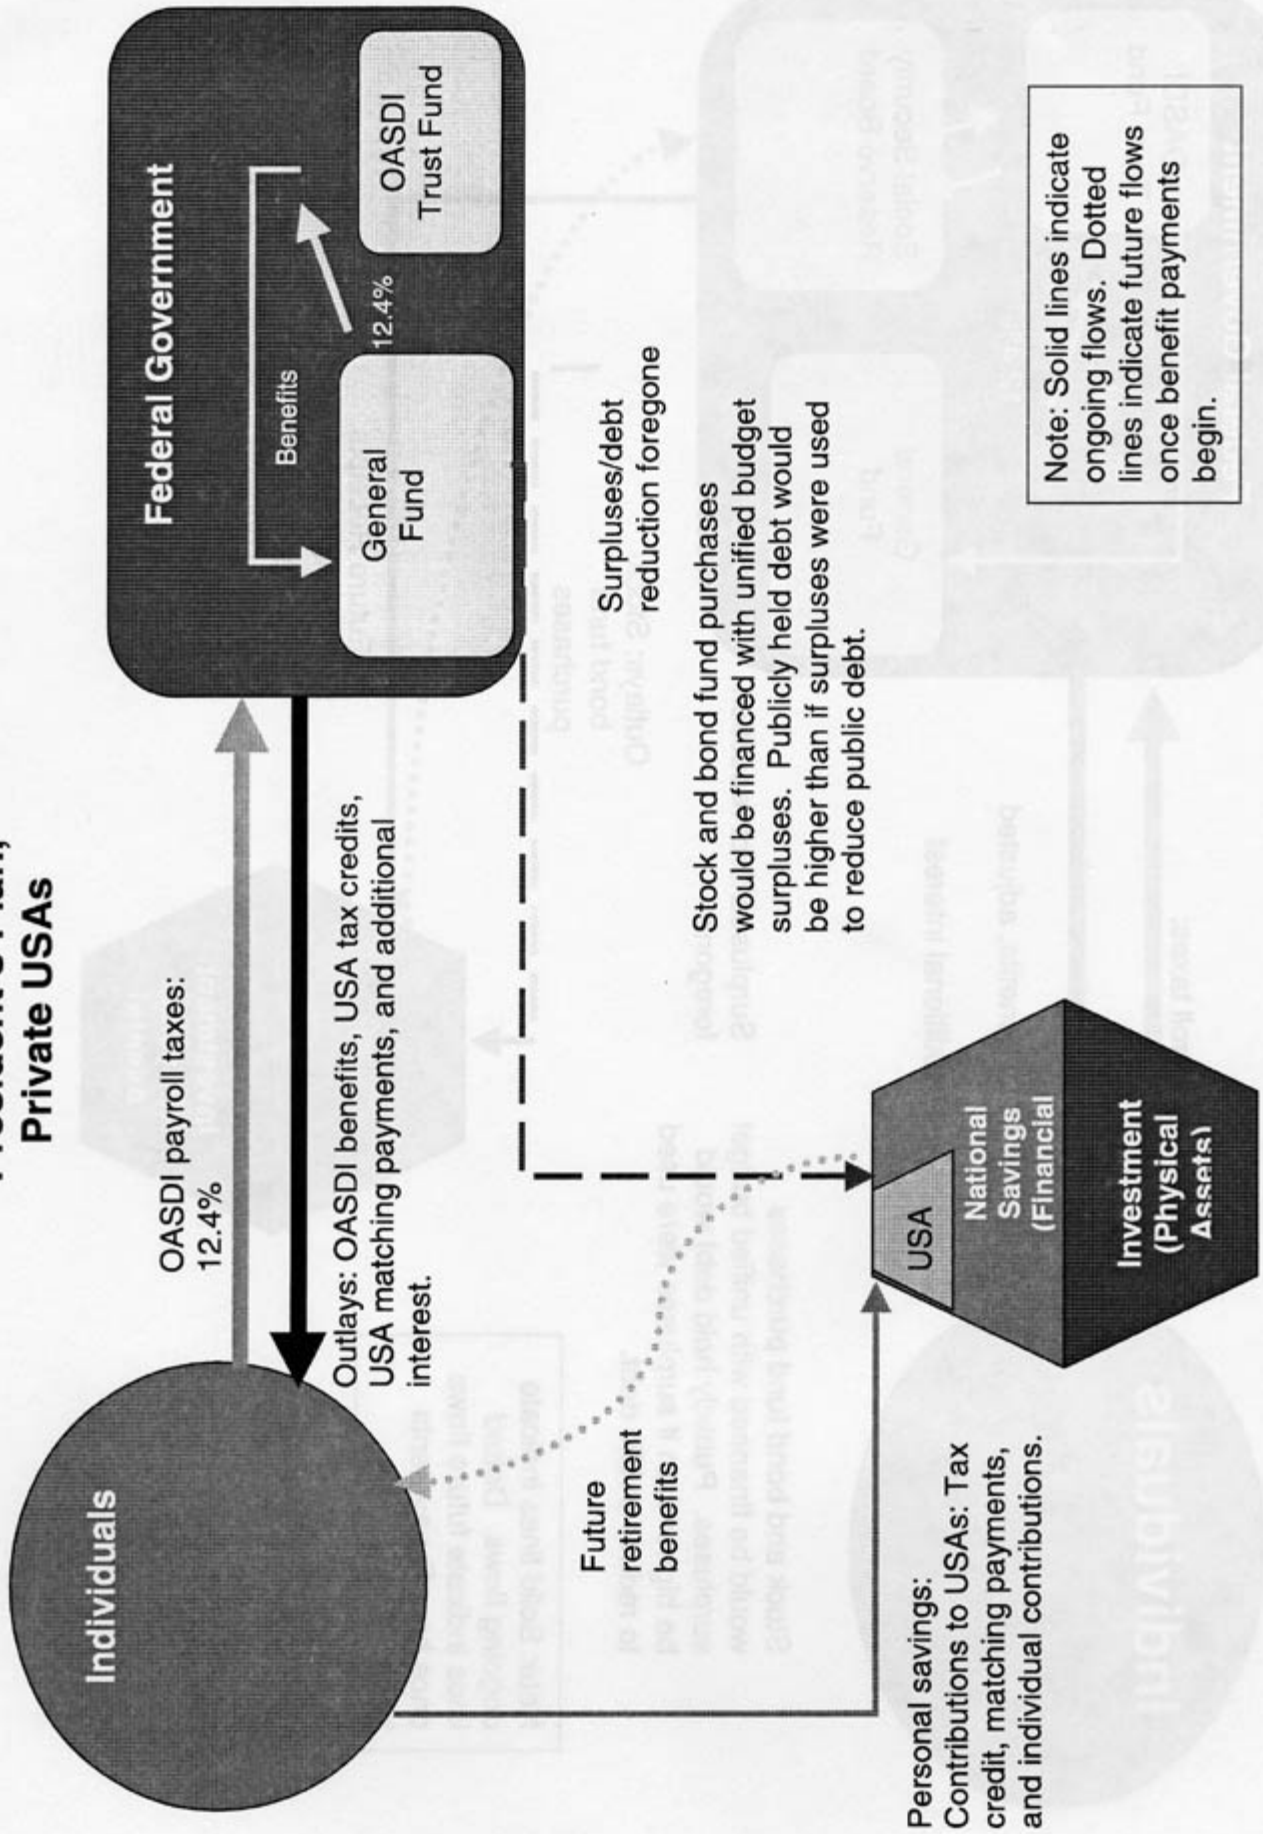 Private USAs
Individuals
OASDI payroll taxes:
12.4%
Outlays: OASDI benefits, USA tax credits,
USA matching payments, and additional
interest.
Federal Government
Benefits
General
Fund
12.4%
OASDI
Trust Fund
Surpluses/debt
reduction foregone
Stock and bond fund purchases
would be financed with unified budget
surpluses. Publicly held debt would
be higher than if surpluses were used
to reduce public debt.
Future
retirement
benefits
Personal savings:
Contributions to USAs: Tax
credit, matching payments,
and individual contributions.
USA
National
Savings
(Financial
Investment
(Physical
Assets)
Note: Solid lines indicate
ongoing flows. Dotted
lines indicate future flows
once benefit payments
begin.